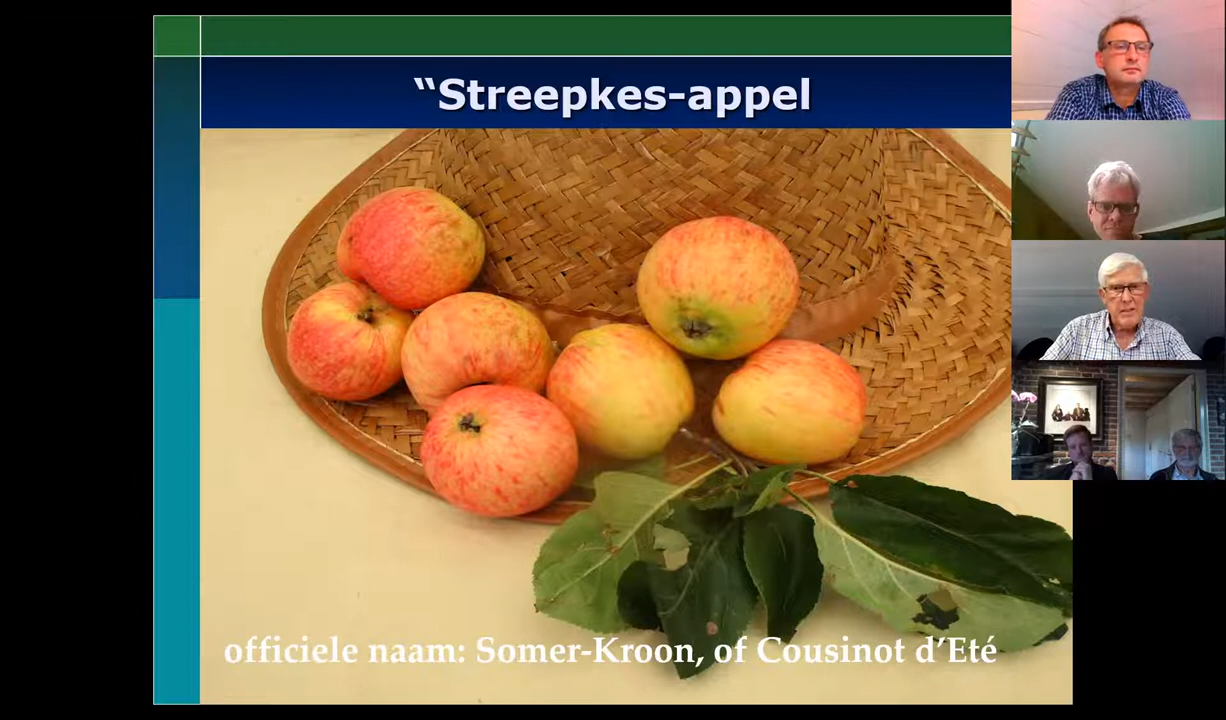 “Streepkes-appel
officiele naam: Somer-Kroon, of Cousinot d’Eté